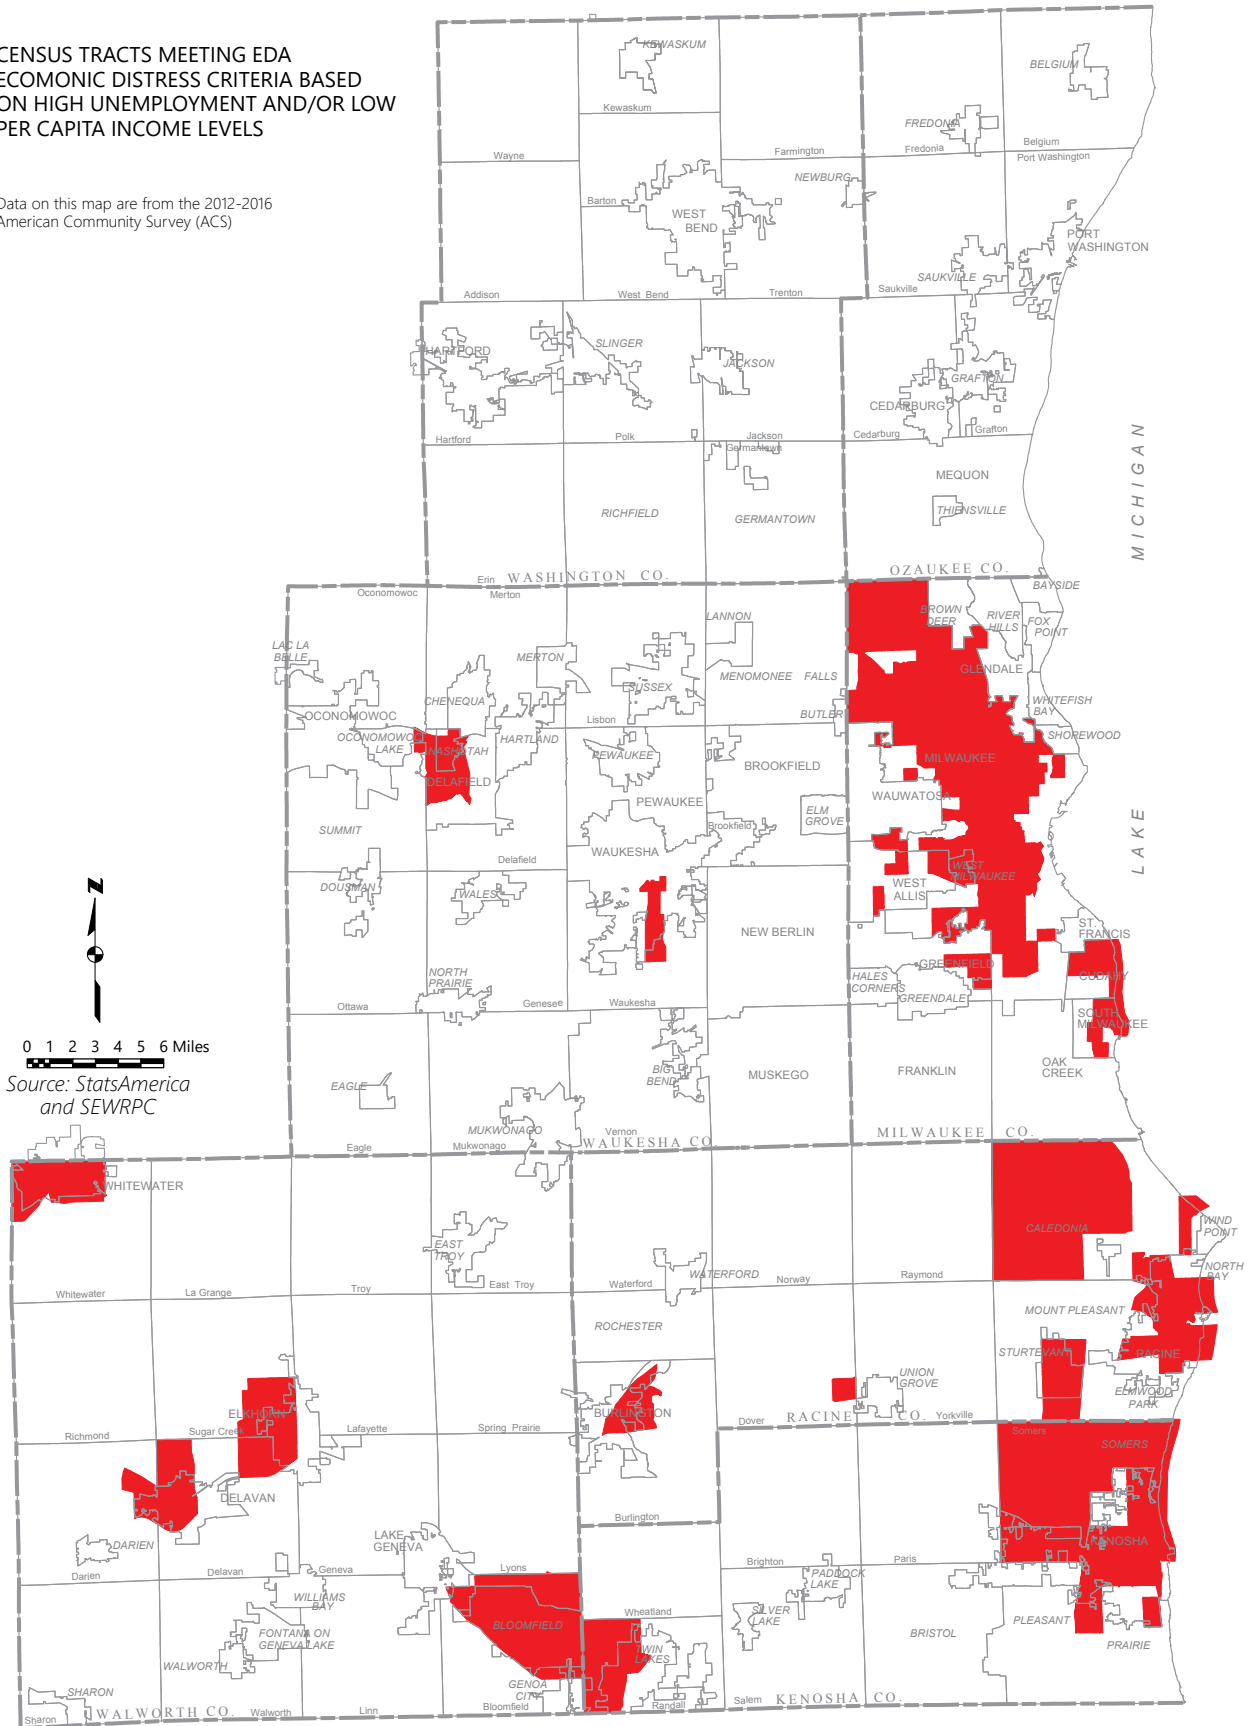 CENSUS TRACTS MEETING EDA
ECOMONIC DISTRESS CRITERIA BASED
ON HIGH UNEMPLOYMENT AND/OR LOW
PER CAPITA INCOME LEVELS
Data on this map are from the 2012-2016
American Community Survey (ACS)
KEWASKUM
Kewaskum
BELGIUM
FREDONIA
Fredonia
Belgium
Port Washington
Wayne
Farmington
NEWBURG
Barton
WEST
BEND
PORT
WASHINGTON
SAUKVILLE
Saukville
Addison
West Bend
Trenton
HARTFORD
SLINGER
JACKSON
GRAFTON
CEDARBURG
Hartford
Polk
Jackson
Germantown
Cedarburg
Grafton
MEQUON
THIENSVILLE
RICHFIELD
GERMANTOWN
LAKE MICHIGAN
Erin
WASHINGTON CO.
OZAUKEE CO.
Oconomowoc
Merton
BAYSIDE
BROWN
DEER
RIVER
HILLS
FOX
POINT
LANNON
LAC LA
BELLE
MERTON
GLENDALE
MENOMONEE FALLS
SUSSEX
CHENEQUA
WHITEFISH
BAY
OCONOMOWOC
Lisbon
BUTLER
SHOREWOOD
OCONOMOWOC
LAKE
NASHOTAH
HARTLAND
PEWAUKEE
MILWAUKEE
BROOKFIELD
DELAFIELD
PEWAUKEE
WAUWATOSA
ELM
GROVE
SUMMIT
Brookfield
WAUKESHA
Delafield
WEST
MILWAUKEE
DOUSMAN
WALES
WEST
ALLIS
NEW BERLIN
ST.
FRANCIS
GREENFIELD
CUDAHY
NORTH
PRAIRIE
HALES
CORNERS
GREENDALE
Ottawa
Genesee
Waukesha
SOUTH
MILWAUKEE
N
0 1 2 3 4 5 6 Miles
Source: StatsAmerica
and SEWRPC
EAGLE
BIG
BEND
MUSKEGO
FRANKLIN
OAK
CREEK
MUKWONAGO
Vernon
Eagle
Mukwonago
WAUKESHA CO.
MILWAUKEE CO.
WHITEWATER
CALEDONIA
WIND
POINT
EAST
TROY
WATERFORD
NORTH
BAY
Whitewater
La Grange
Troy
East Troy
Waterford
Norway
Raymond
MOUNT PLEASANT
ROCHESTER
STURTEVANT
RACINE
UNION
GROVE
ELMWOOD
PARK
ELKHORN
BURLINGTON
Dover
RACINE CO.
Yorkville
Richmond
Sugar Creek
Lafayette
Spring Prairie
Somers
SOMERS
DELAVAN
Burlington
LAKE
GENEVA
KENOSHA
DARIEN
Darien
Delavan
Geneva
Lyons
Brighton
Paris
PADDOCK
LAKE
WILLIAMS
BAY
Wheatland
SILVER
LAKE
PLEASANT
PRAIRIE
BLOOMFIELD
FONTANA ON
GENEVA LAKE
BRISTOL
TWIN
LAKES
WALWORTH
GENOA
CITY
SHARON
Sharon
WALWORTH CO.
Walworth
Linn
Bloomfield
Randall
Salem
KENOSHA CO.